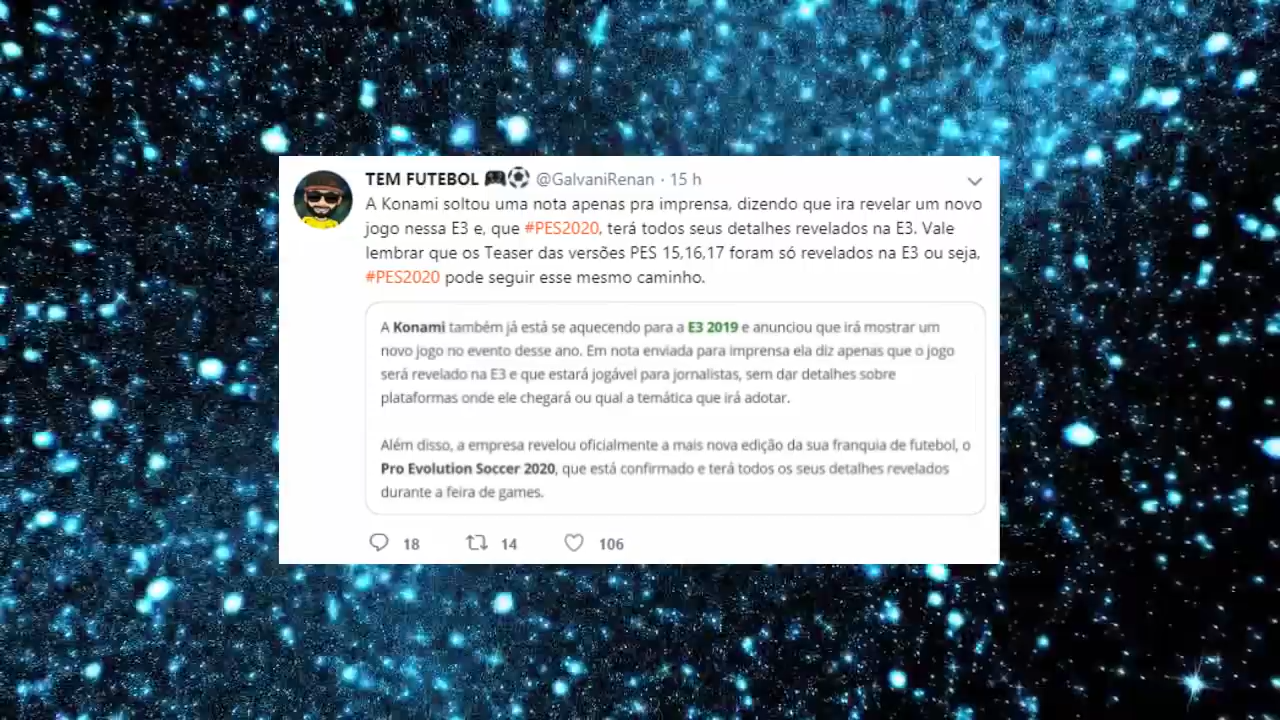 TEM FUTEBOL 🎮⚽ @GalvaniRenan · 15 h
A Konami soltou uma nota apenas pra imprensa, dizendo que ira revelar um novo
jogo nessa E3 e, que #PES2020, terá todos seus detalhes revelados na E3. Vale
lembrar que os Teaser das versões PES 15,16,17 foram só revelados na E3 ou seja,
#PES2020 pode seguir esse mesmo caminho.
A Konami também já está se aquecendo para a E3 2019 e anunciou que irá mostrar um
novo jogo no evento desse ano. Em nota enviada para imprensa ela diz apenas que o jogo
será revelado na E3 e que estará jogável para jornalistas, sem dar detalhes sobre
plataformas onde ele chegará ou qual a temática que irá adotar.
Além disso, a empresa revelou oficialmente a mais nova edição da sua franquia de futebol, o
Pro Evolution Soccer 2020, que está confirmado e terá todos os seus detalhes revelados
durante a feira de games.
18 14 106